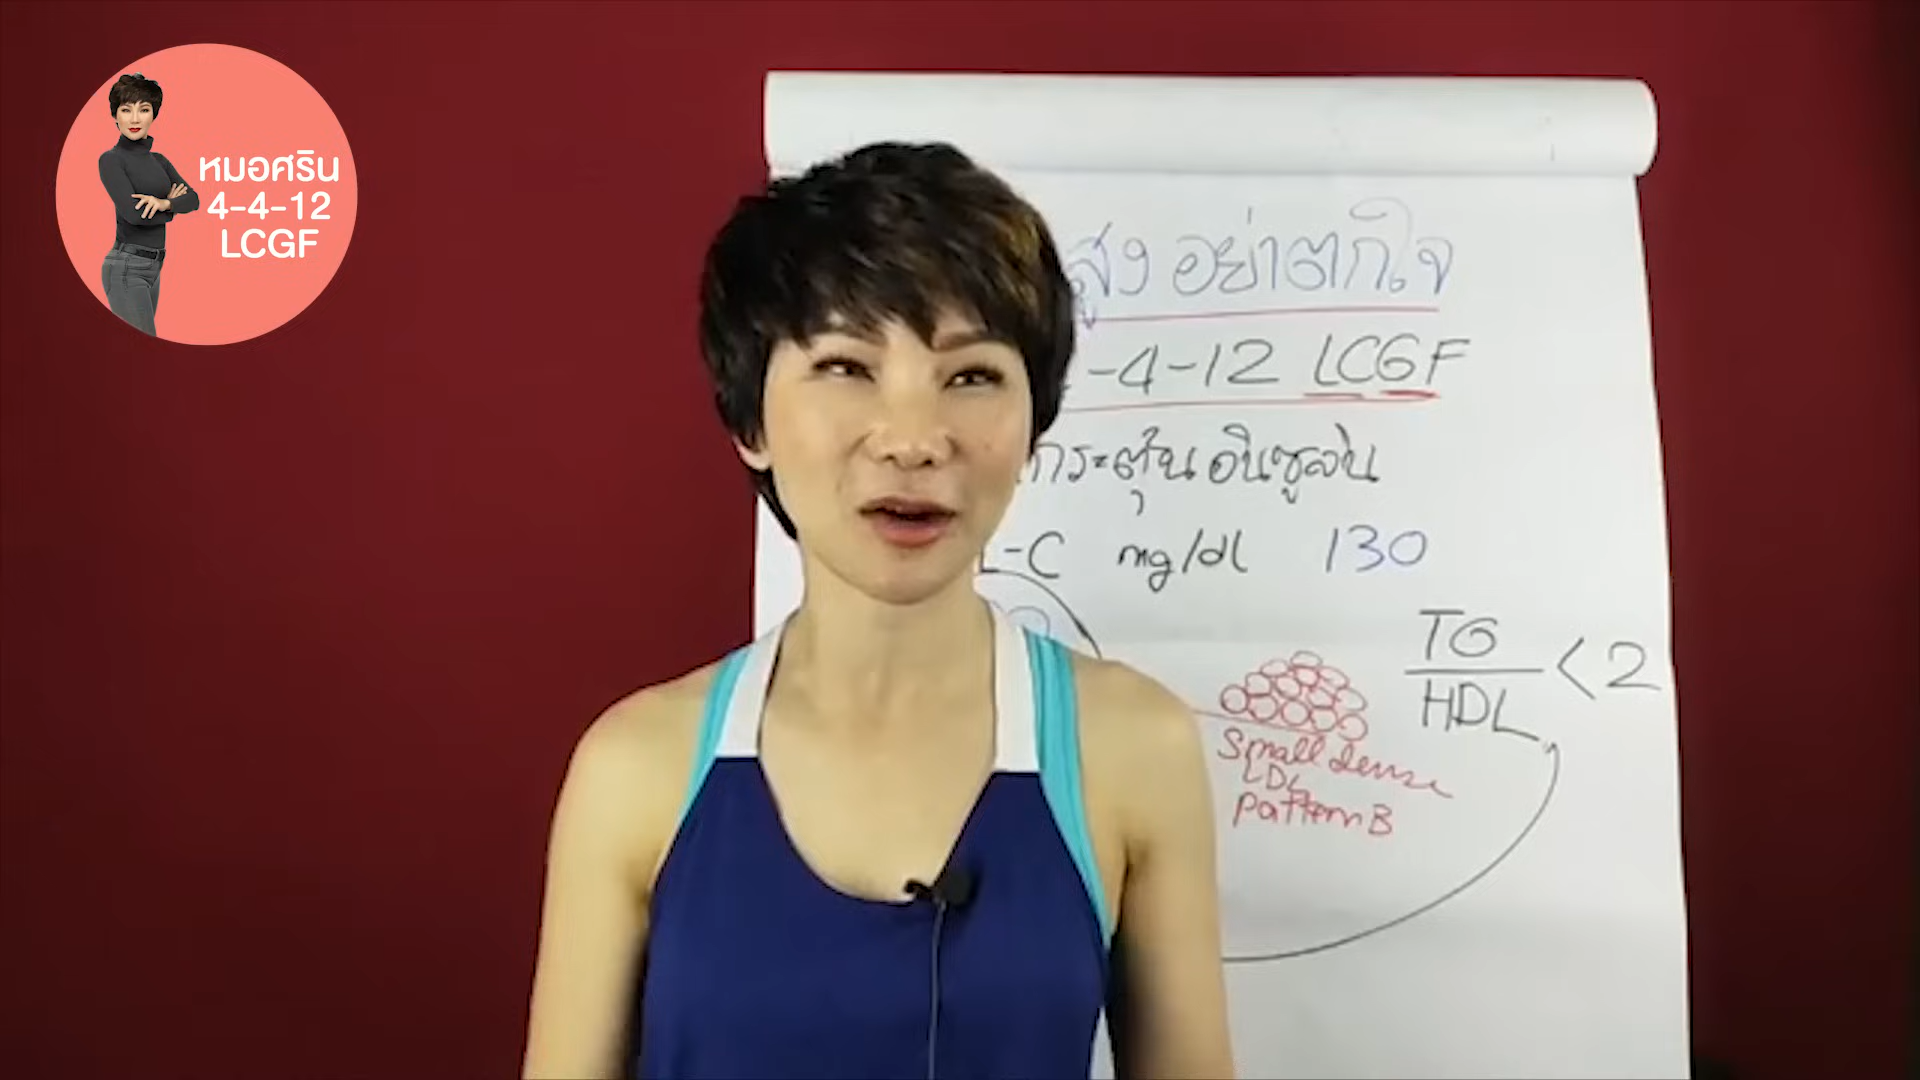 หมอศริน
4-4-12
LCGF
สูง อย่าตกใจ
-4-12 LCGF
กระตุ้น อินซูลิน
L-C mg/dl 130
TG
HDL
< 2
Small dense
LDL
pattern B